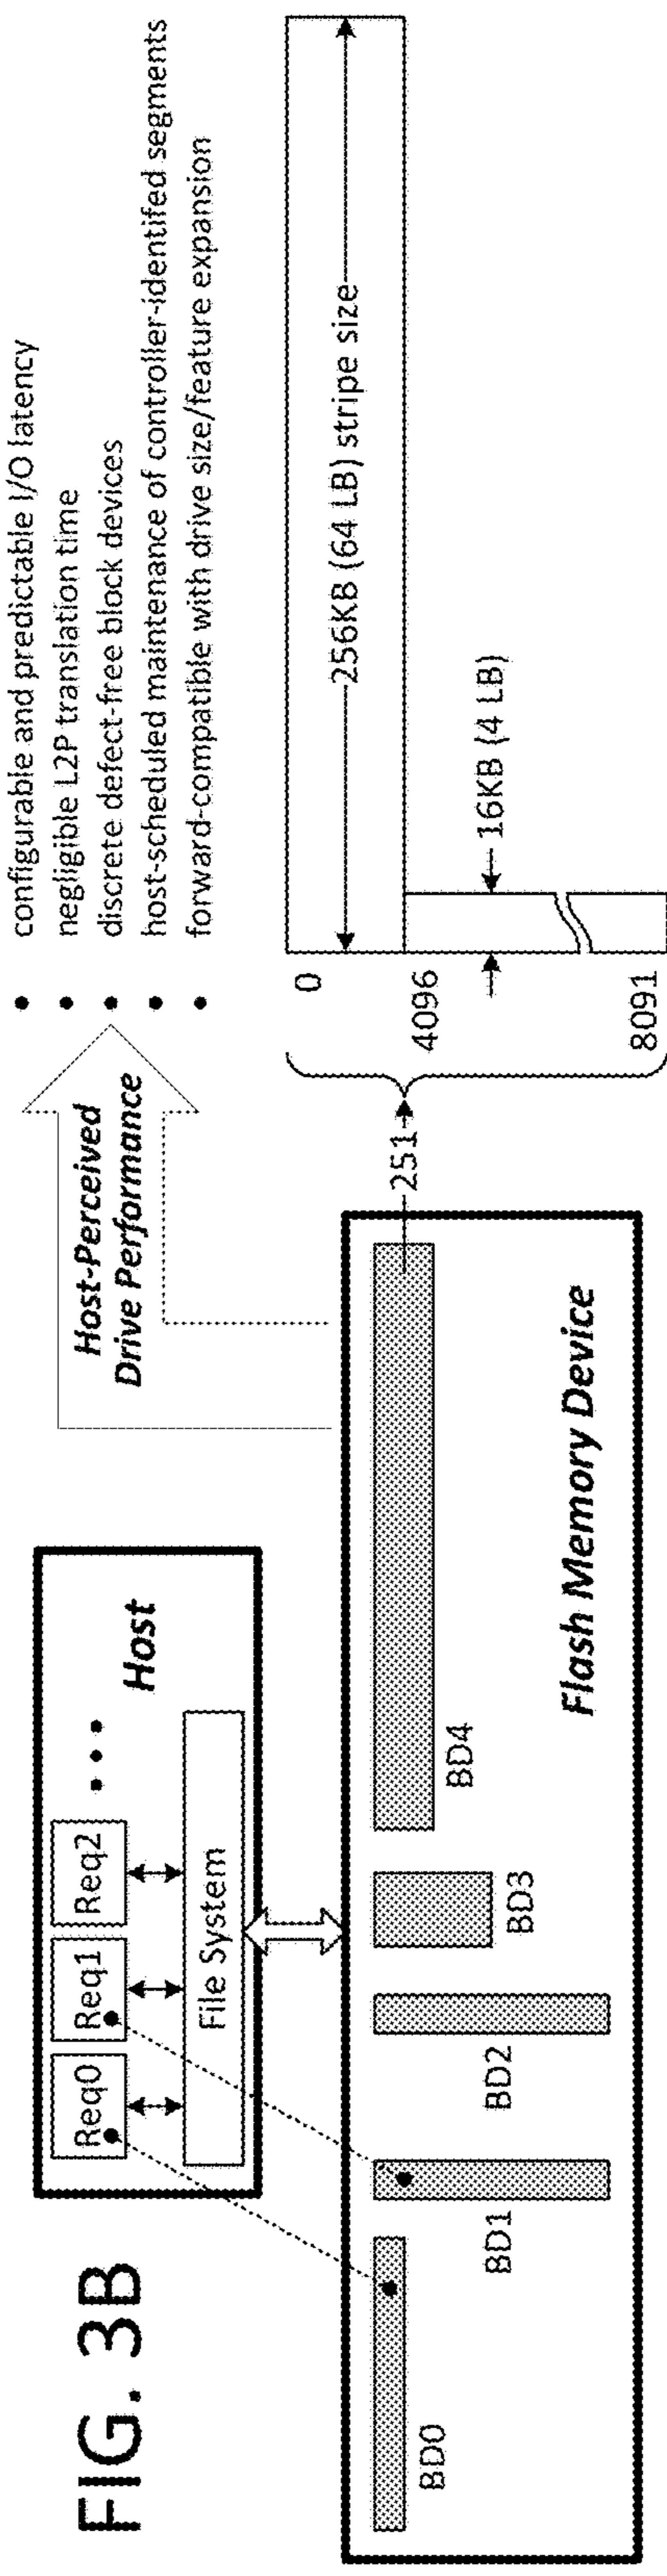 FIG. 3B
Req0
Req1
Req2
• • •
Host
File System
Host-Perceived
Drive Performance
• configurable and predictable I/O latency
• negligible L2P translation time
• discrete defect-free block devices
• host-scheduled maintenance of controller-identifed segments
• forward-compatible with drive size/feature expansion
BD0
BD1
BD2
BD3
BD4
Flash Memory Device
251
0
256KB (64 LB) stripe size
4096
16KB (4 LB)
8091